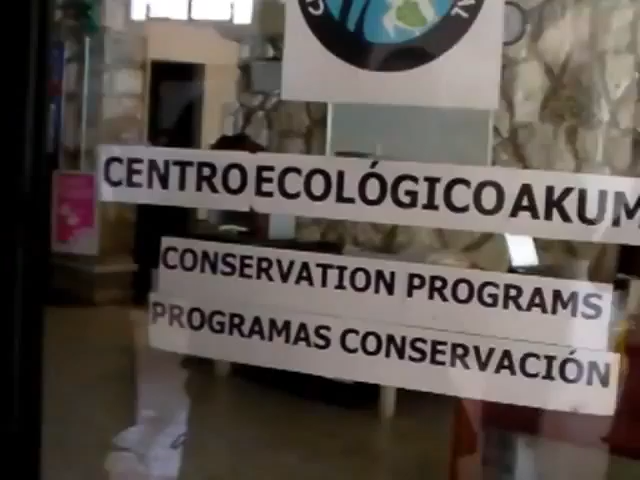 CENTRO ECOLÓGICO AKUM
CONSERVATION PROGRAMS
PROGRAMAS CONSERVACIÓN